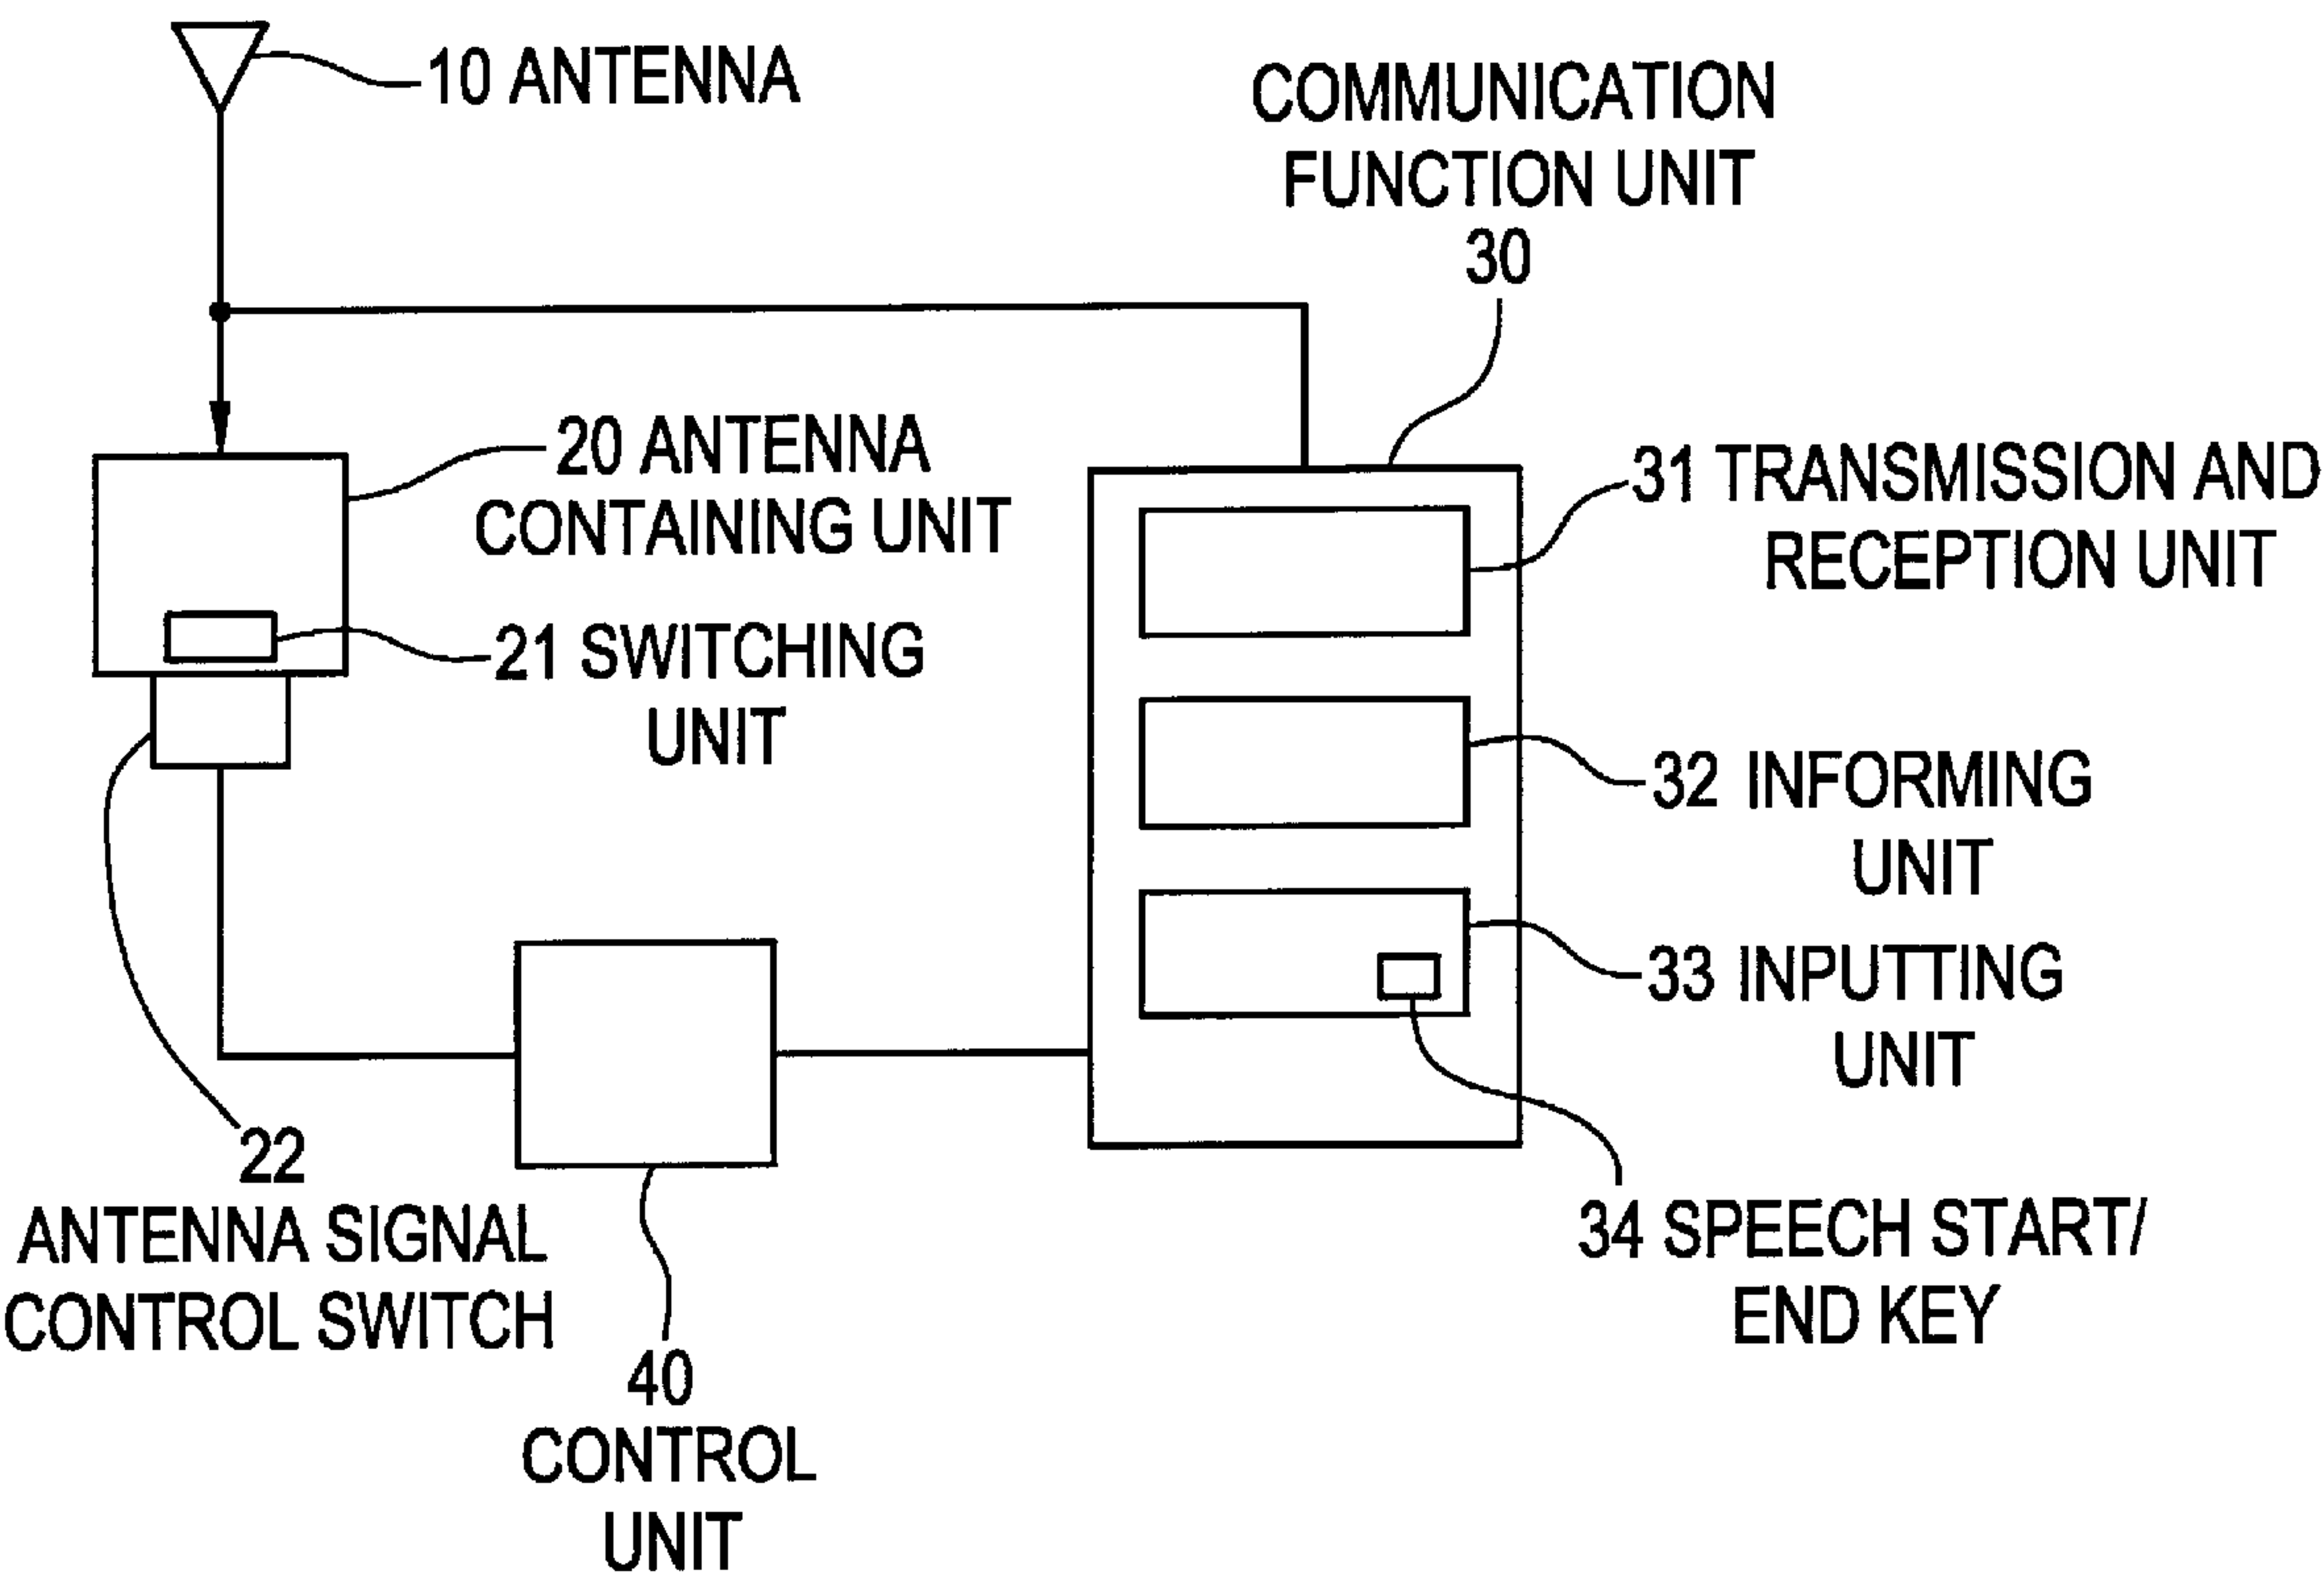 10 ANTENNA
COMMUNICATION
FUNCTION UNIT
30
20 ANTENNA
CONTAINING UNIT
21 SWITCHING
UNIT
31 TRANSMISSION AND
RECEPTION UNIT
32 INFORMING
UNIT
33 INPUTTING
UNIT
22
ANTENNA SIGNAL
CONTROL SWITCH
34 SPEECH START/
END KEY
40
CONTROL
UNIT